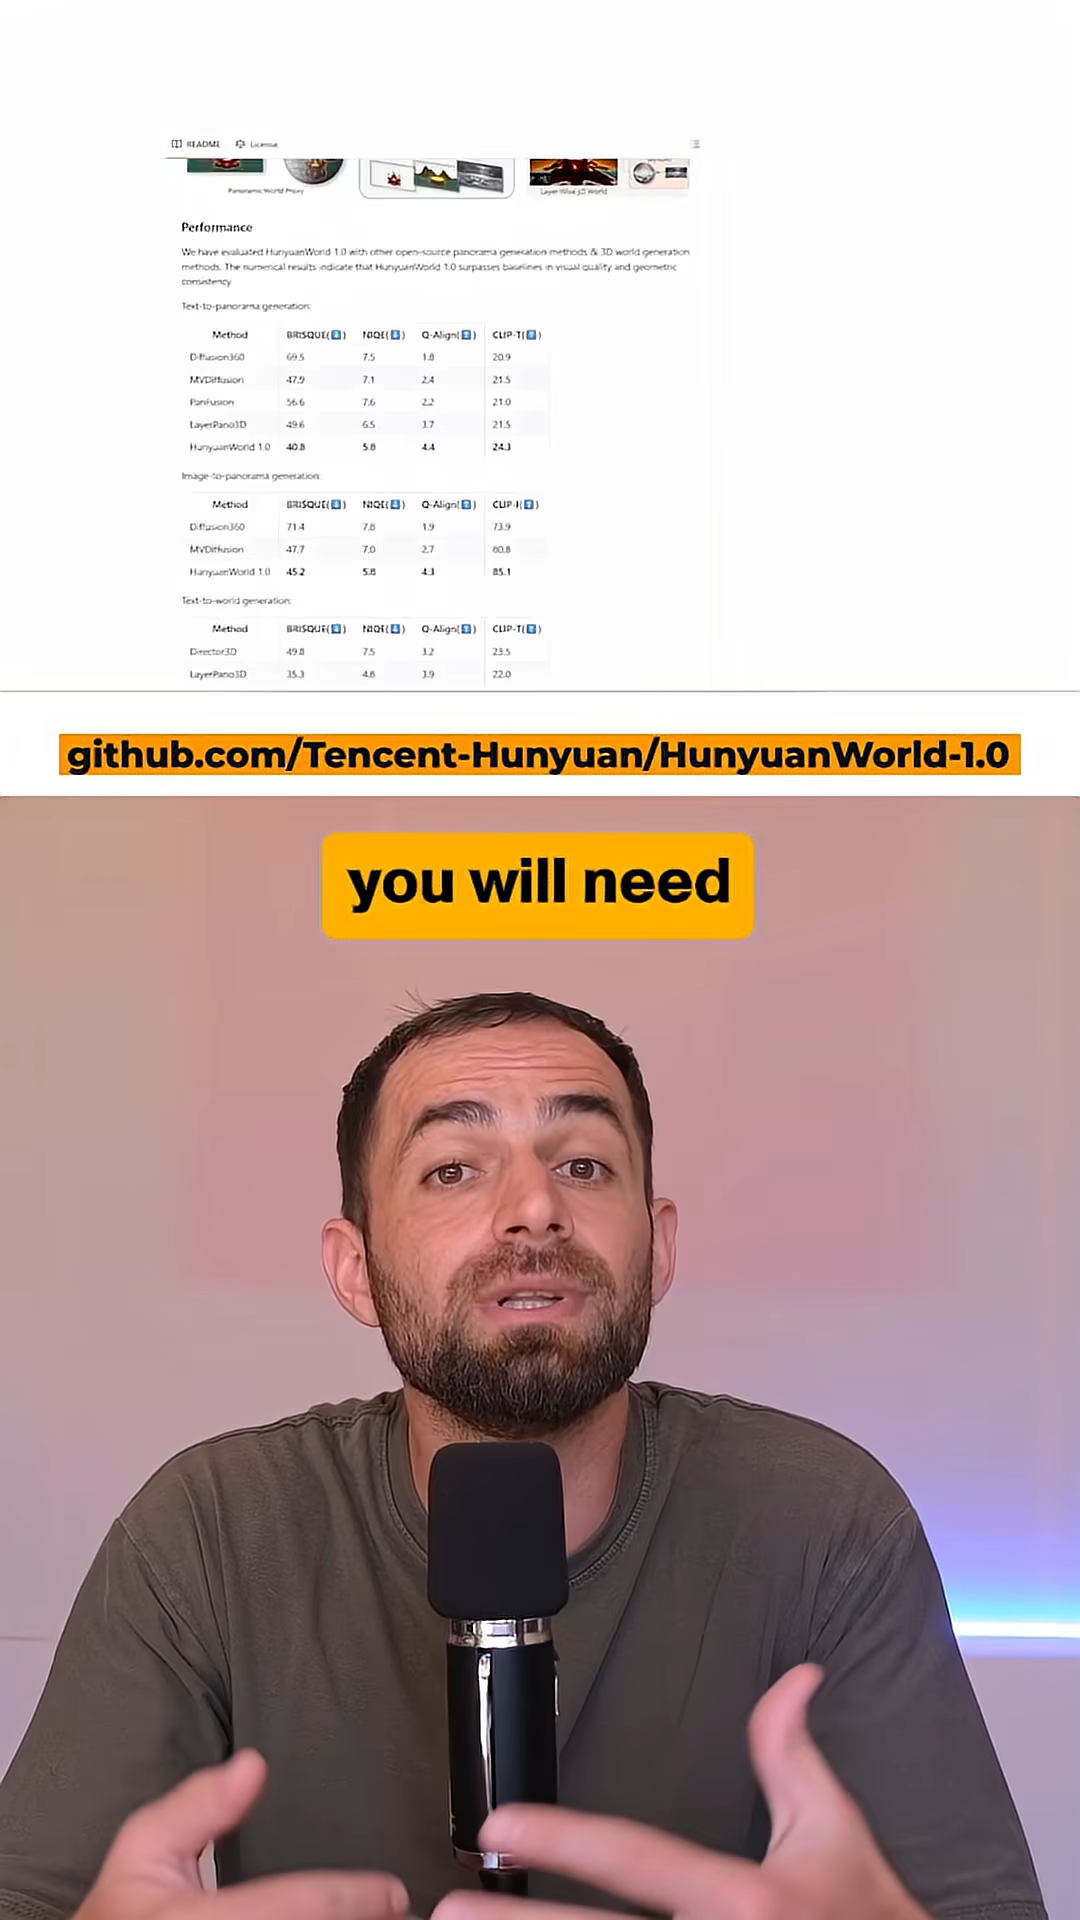 README License
Panoramic World Proxy
Layer-Wise 3D World
Performance
We have evaluated HunyuanWorld 1.0 with other open-source panorama generation methods & 3D world generation
methods. The numerical results indicate that HunyuanWorld 1.0 surpasses baselines in visual quality and geometric
consistency
Text-to-panorama generation:
Method BRISQUE(⬇) NIQE(⬇) Q-Align(⬆) CLIP-T(⬆)
Diffusion360 69.5 7.5 1.8 20.9
MVDiffusion 47.9 7.1 2.4 21.5
PanFusion 56.6 7.6 2.2 21.0
LayerPano3D 49.6 6.5 3.7 21.5
HunyuanWorld 1.0 40.8 5.8 4.4 24.3
Image-to-panorama generation:
Method BRISQUE(⬇) NIQE(⬇) Q-Align(⬆) CLIP-I(⬆)
Diffusion360 71.4 7.8 1.9 73.9
MVDiffusion 47.7 7.0 2.7 80.8
HunyuanWorld 1.0 45.2 5.8 4.3 85.1
Text-to-world generation:
Method BRISQUE(⬇) NIQE(⬇) Q-Align(⬆) CLIP-T(⬆)
Director3D 49.8 7.5 3.2 23.5
LayerPano3D 35.3 4.8 3.9 22.0
github.com/Tencent-Hunyuan/HunyuanWorld-1.0
you will need